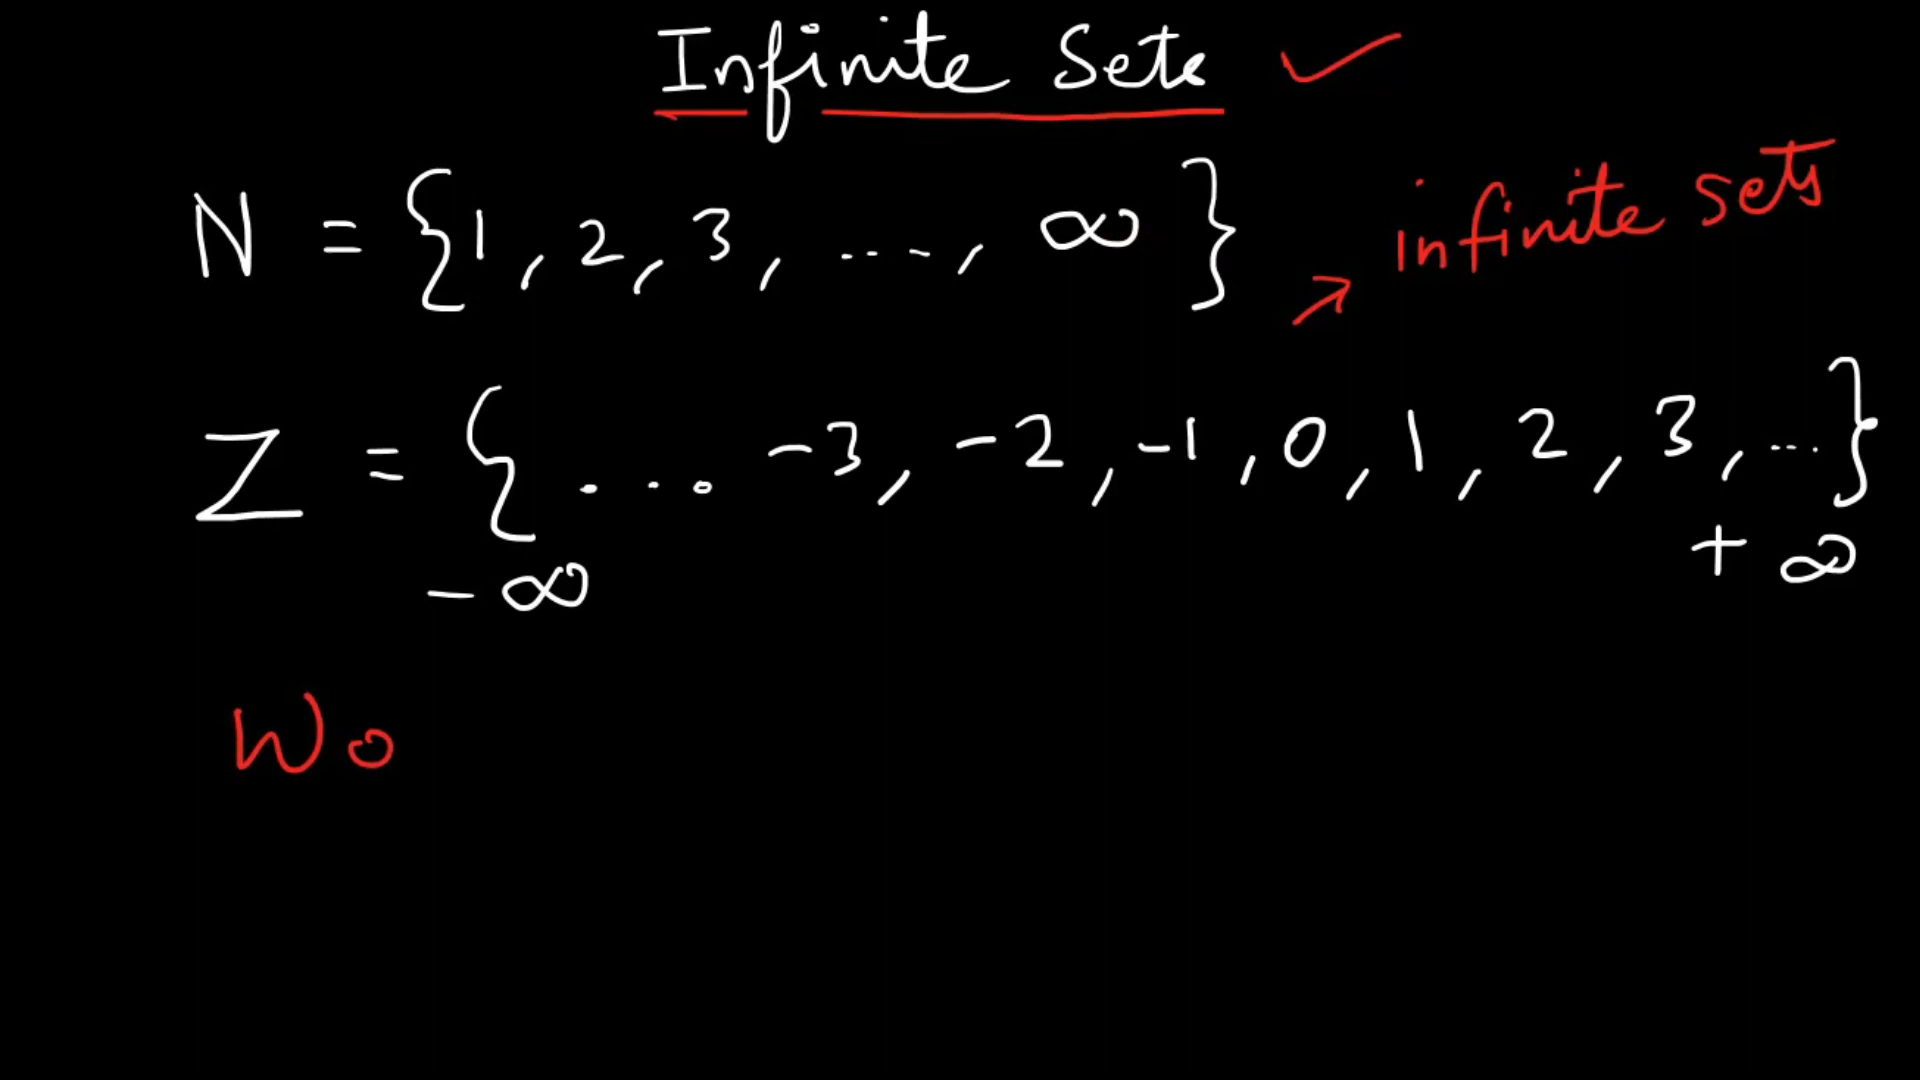 Infinite Sets ✓
N = {1, 2, 3, ...., ∞}
↗ infinite sets
Z = {... -3, -2, -1, 0, 1, 2, 3, ...}
-∞ +∞
Wo